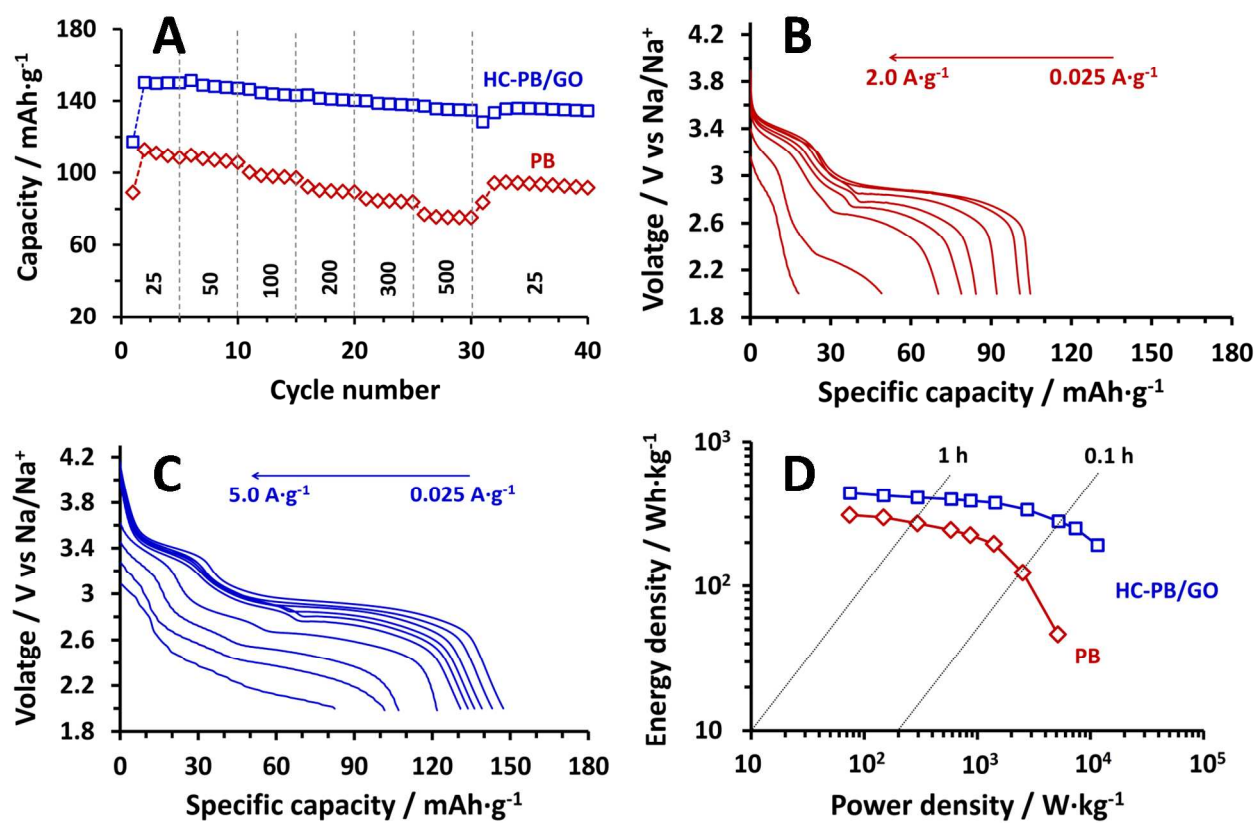 A
Capacity / mAh·g⁻¹
180
140
100
60
20
HC-PB/GO
PB
25
50
100
200
300
500
25
0
10
20
30
40
Cycle number
B
Volatge / V vs Na/Na⁺
4.2
3.8
3.4
3
2.6
2.2
1.8
2.0 A·g⁻¹
0.025 A·g⁻¹
0
30
60
90
120
150
180
Specific capacity / mAh·g⁻¹
C
Volatge / V vs Na/Na⁺
4.2
3.8
3.4
3
2.6
2.2
1.8
5.0 A·g⁻¹
0.025 A·g⁻¹
0
30
60
90
120
150
180
Specific capacity / mAh·g⁻¹
D
Energy density / Wh·kg⁻¹
10³
10²
10
1 h
0.1 h
HC-PB/GO
PB
10
10²
10³
10⁴
10⁵
Power density / W·kg⁻¹